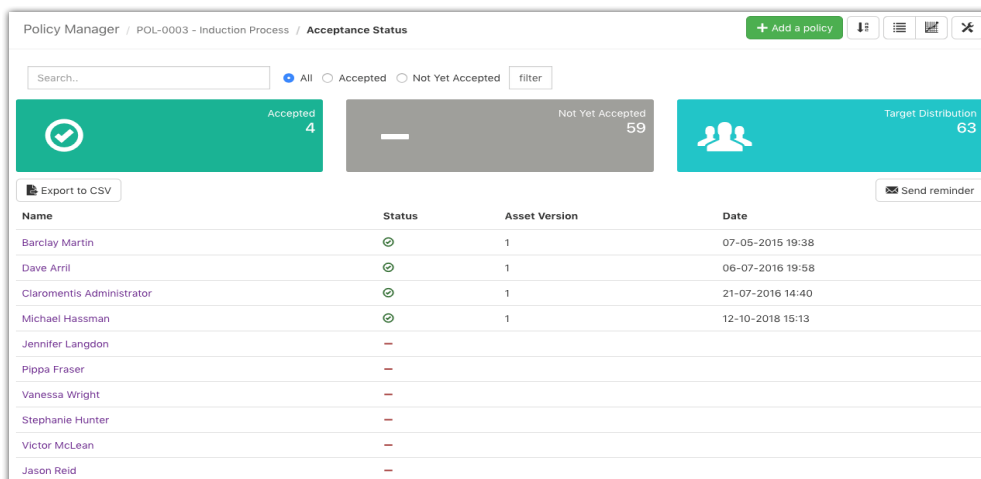 Policy Manager / POL-0003 - Induction Process / Acceptance Status
+ Add a policy
Search.. All Accepted Not Yet Accepted filter
Accepted
4
Not Yet Accepted
59
Target Distribution
63
Export to CSV
Send reminder
Name Status Asset Version Date
Barclay Martin 1 07-05-2015 19:38
Dave Arril 1 06-07-2016 19:58
Claromentis Administrator 1 21-07-2016 14:40
Michael Hassman 1 12-10-2018 15:13
Jennifer Langdon
Pippa Fraser
Vanessa Wright
Stephanie Hunter
Victor McLean
Jason Reid